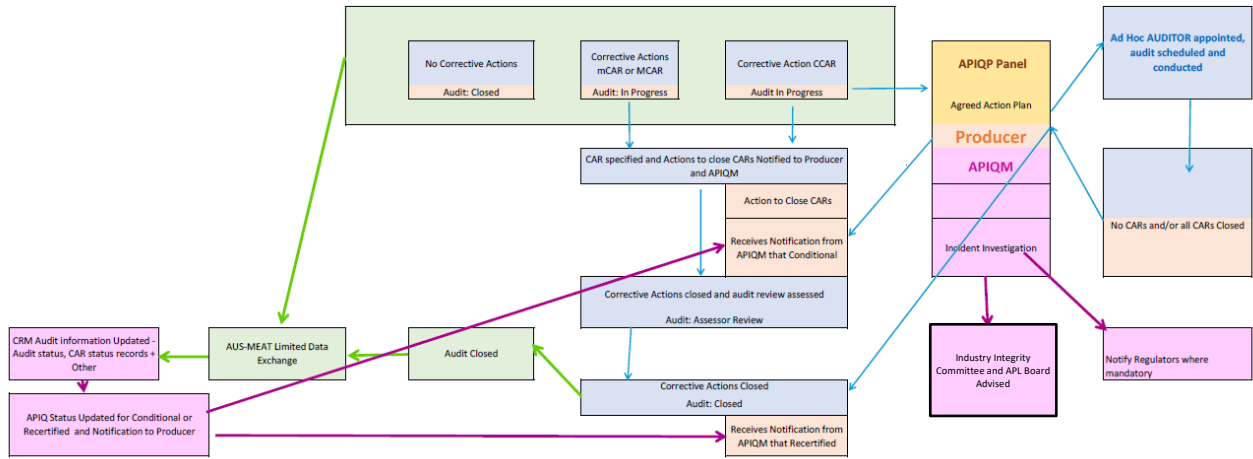 No Corrective Actions
Audit: Closed
Corrective Actions
mCAR or MCAR
Audit: In Progress
Corrective Action CCAR
Audit In Progress
APIQP Panel
Agreed Action Plan
Producer
APIQM
Incident Investigation
Ad Hoc AUDITOR appointed,
audit scheduled and
conducted
No CARs and/or all CARs Closed
CAR specified and Actions to close CARs Notified to Producer
and APIQM
Action to Close CARs
Receives Notification from
APIQM that Conditional
Corrective Actions closed and audit review assessed
Audit: Assessor Review
CRM Audit information Updated -
Audit status, CAR status records +
Other
AUS-MEAT Limited Data
Exchange
Audit Closed
Industry Integrity
Committee and APL Board
Advised
Notify Regulators where
mandatory
Corrective Actions Closed
Audit: Closed
APIQ Status Updated for Conditional or
Recertified and Notification to Producer
Receives Notification from
APIQM that Recertified